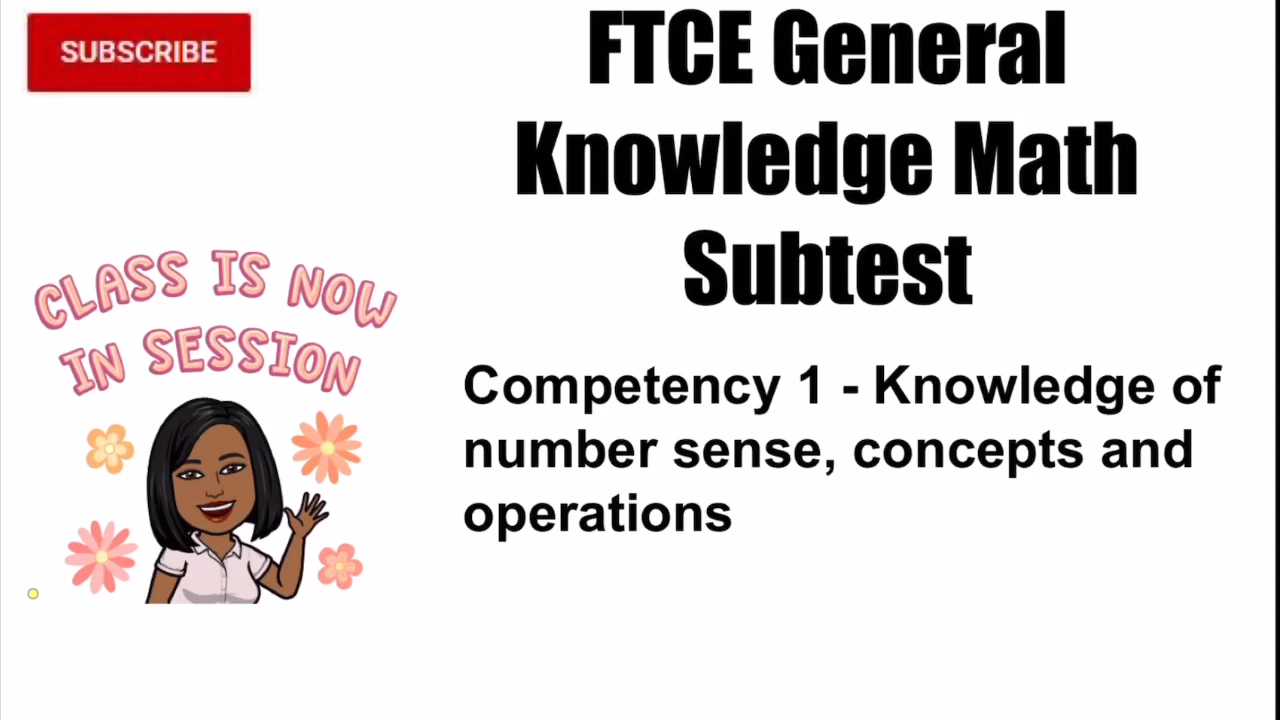 SUBSCRIBE
FTCE General
Knowledge Math
Subtest
CLASS IS NOW
IN SESSION
Competency 1 - Knowledge of
number sense, concepts and
operations